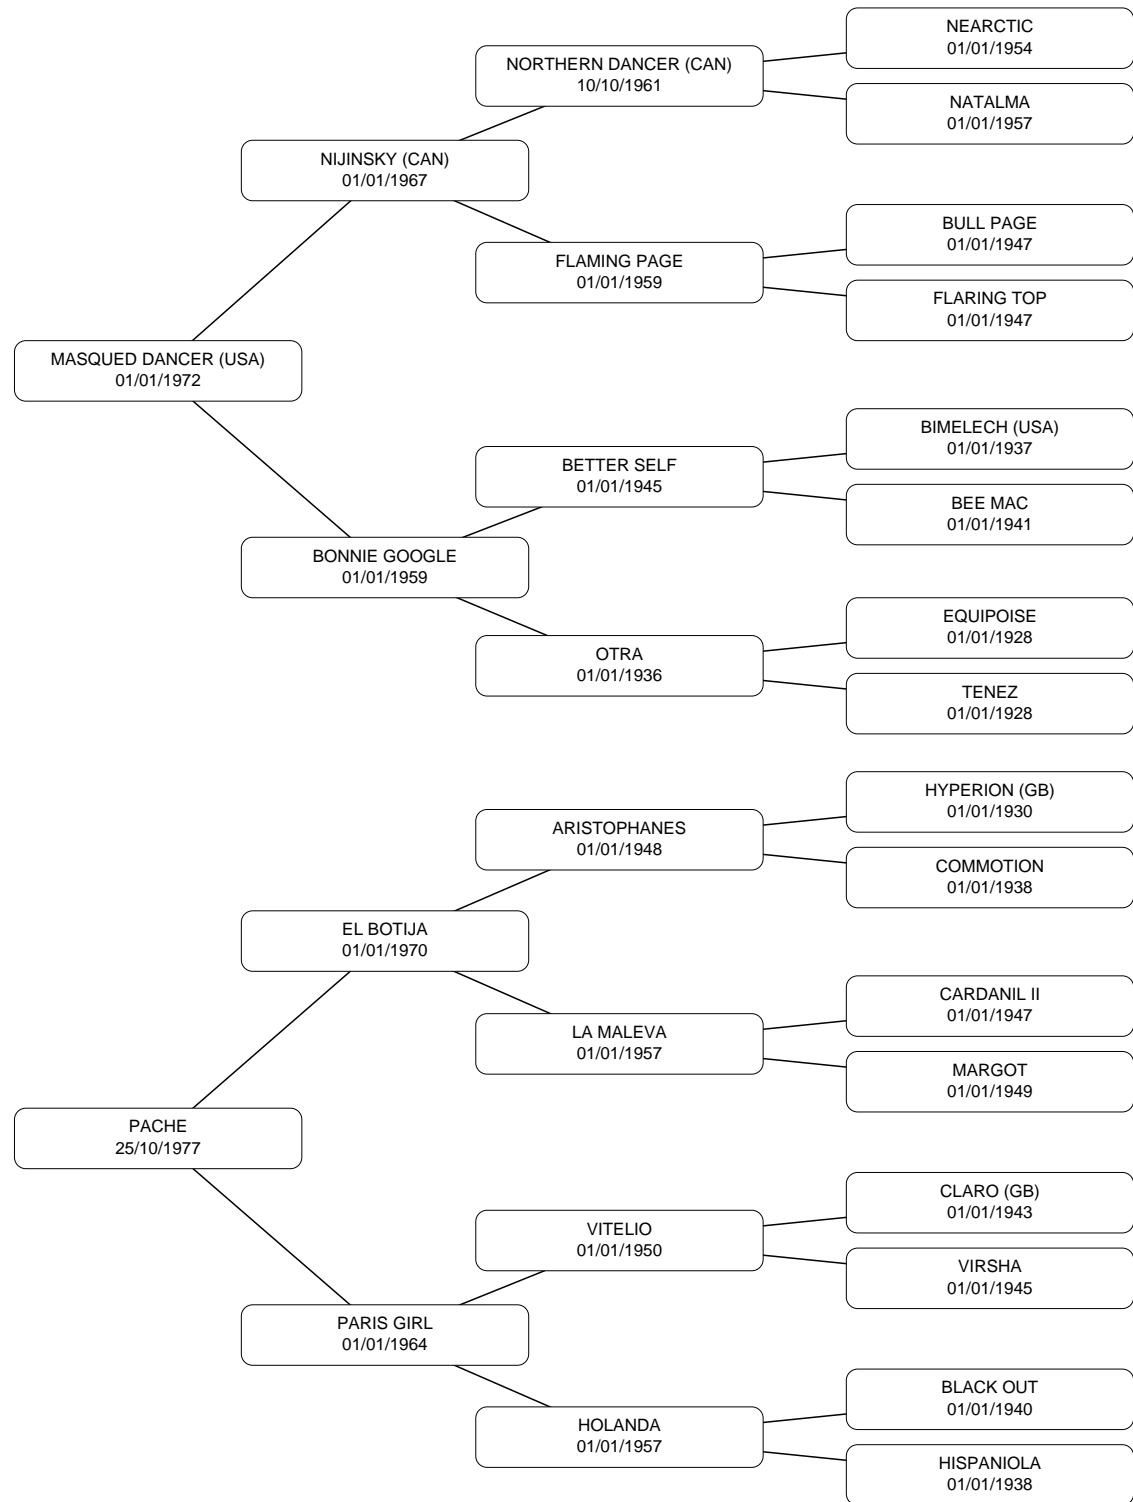 NEARCTIC
01/01/1954
NORTHERN DANCER (CAN)
10/10/1961
NATALMA
01/01/1957
NIJINSKY (CAN)
01/01/1967
BULL PAGE
01/01/1947
FLAMING PAGE
01/01/1959
FLARING TOP
01/01/1947
MASQUED DANCER (USA)
01/01/1972
BIMELECH (USA)
01/01/1937
BETTER SELF
01/01/1945
BEE MAC
01/01/1941
BONNIE GOOGLE
01/01/1959
EQUIPOISE
01/01/1928
OTRA
01/01/1936
TENEZ
01/01/1928
HYPERION (GB)
01/01/1930
ARISTOPHANES
01/01/1948
COMMOTION
01/01/1938
EL BOTIJA
01/01/1970
CARDANIL II
01/01/1947
LA MALEVA
01/01/1957
MARGOT
01/01/1949
PACHE
25/10/1977
CLARO (GB)
01/01/1943
VITELIO
01/01/1950
VIRSHA
01/01/1945
PARIS GIRL
01/01/1964
BLACK OUT
01/01/1940
HOLANDA
01/01/1957
HISPANIOLA
01/01/1938